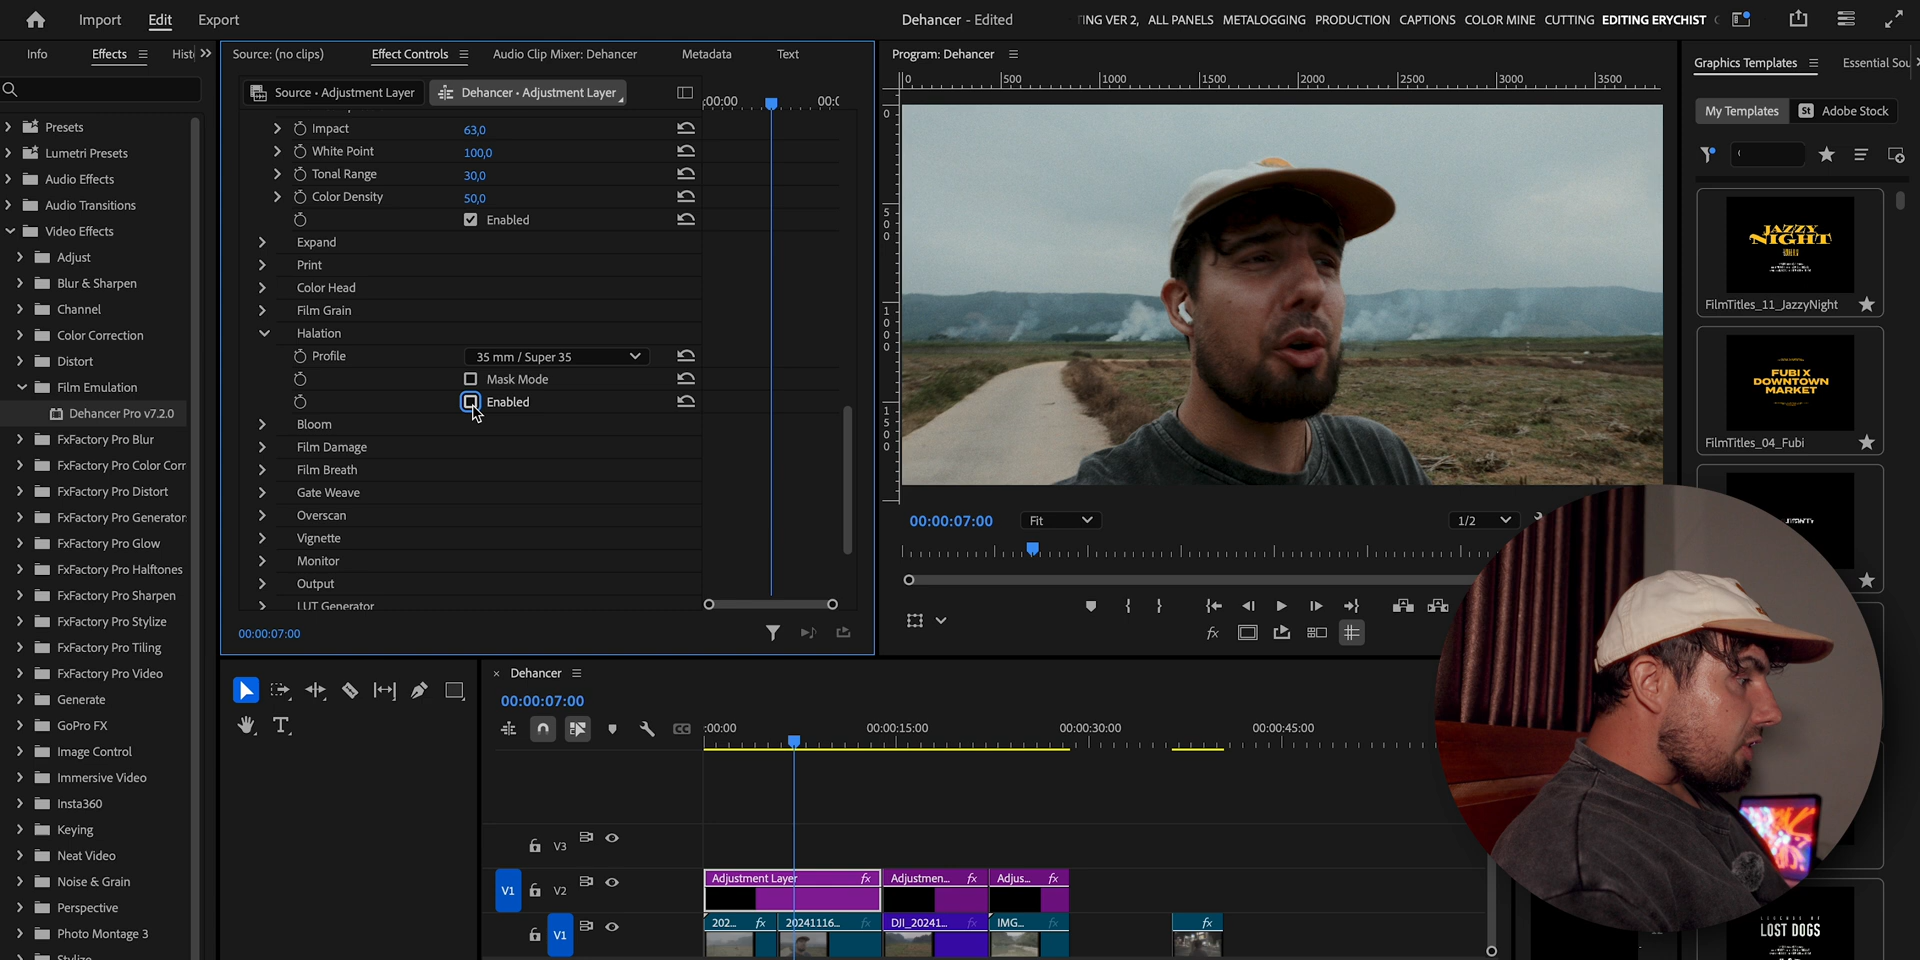 Import Edit Export
Dehancer - Edited
TING VER 2, ALL PANELS METALOGGING PRODUCTION CAPTIONS COLOR MINE CUTTING EDITING ERYCHIST
Info Effects Hist
Source: (no clips) Effect Controls Audio Clip Mixer: Dehancer Metadata Text
Program: Dehancer
Graphics Templates Essential Sou
Source • Adjustment Layer Dehancer • Adjustment Layer
:00:00 00:0
My Templates St Adobe Stock
0 500 1000 1500 2000 2500 3000 3500
0
500
1000
1500
Presets
Lumetri Presets
Audio Effects
Audio Transitions
Video Effects
Adjust
Blur & Sharpen
Channel
Color Correction
Distort
Film Emulation
Dehancer Pro v7.2.0
FxFactory Pro Blur
FxFactory Pro Color Corr
FxFactory Pro Distort
FxFactory Pro Generator
FxFactory Pro Glow
FxFactory Pro Halftones
FxFactory Pro Sharpen
FxFactory Pro Stylize
FxFactory Pro Tiling
FxFactory Pro Video
Generate
GoPro FX
Image Control
Immersive Video
Insta360
Keying
Neat Video
Noise & Grain
Perspective
Photo Montage 3
Stylize
Impact 63,0
White Point 100,0
Tonal Range 30,0
Color Density 50,0
Enabled
Expand
Print
Color Head
Film Grain
Halation
Profile 35 mm / Super 35
Mask Mode
Enabled
Bloom
Film Damage
Film Breath
Gate Weave
Overscan
Vignette
Monitor
Output
LUT Generator
00:00:07:00
00:00:07:00 Fit 1/2
fx
JAZZY
NIGHT
FilmTitles_11_JazzyNight
FUBI X
DOWNTOWN
MARKET
FilmTitles_04_Fubi
LOST DOGS
× Dehancer
00:00:07:00
CC
:00:00 00:00:15:00 00:00:30:00 00:00:45:00
V3
V1 V2
Adjustment Layer fx Adjustmen... fx Adjus... fx
V1
202... fx 20241116... fx DJI_20241... IMG... fx fx